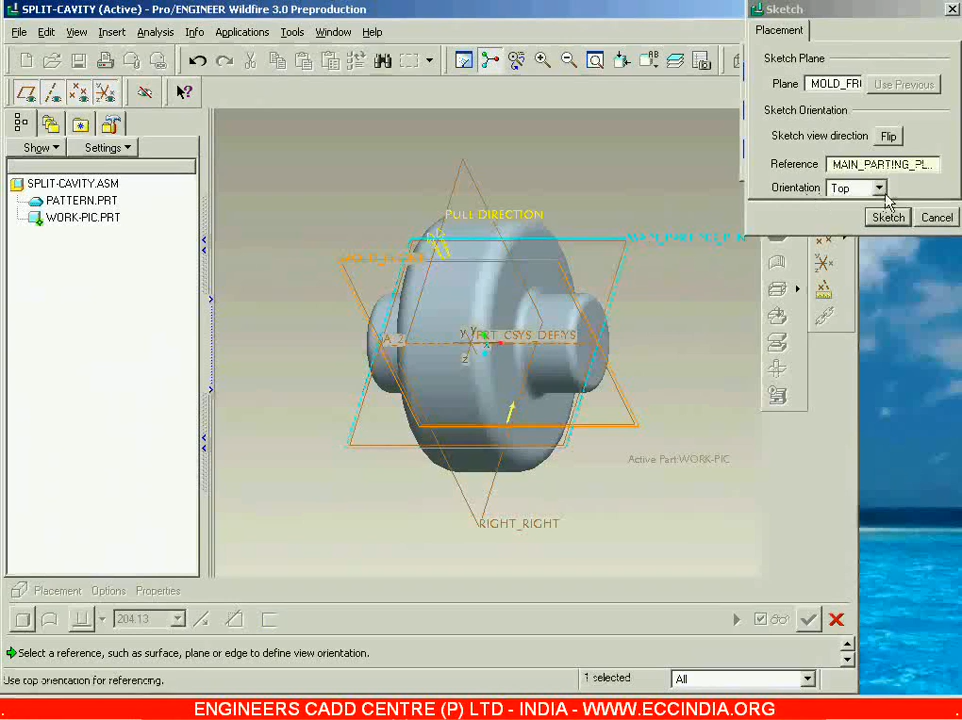 SPLIT-CAVITY (Active) - Pro/ENGINEER Wildfire 3.0 Preproduction
File Edit View Insert Analysis Info Applications Tools Window Help
Show Settings
SPLIT-CAVITY.ASM
PATTERN.PRT
WORK-PIC.PRT
Sketch
Placement
Sketch Plane
Plane MOLD_FR Use Previous
Sketch Orientation
Sketch view direction Flip
Reference MAIN_PARTING_PL...
Orientation Top
Sketch Cancel
PULL DIRECTION
PRT_CSYS_DEF/YS
Active Part:WORK-PIC
RIGHT_RIGHT
Placement Options Properties
204.13
Select a reference, such as surface, plane or edge to define view orientation.
Use top orientation for referencing.
1 selected
All
ENGINEERS CADD CENTRE (P) LTD - INDIA - WWW.ECCINDIA.ORG